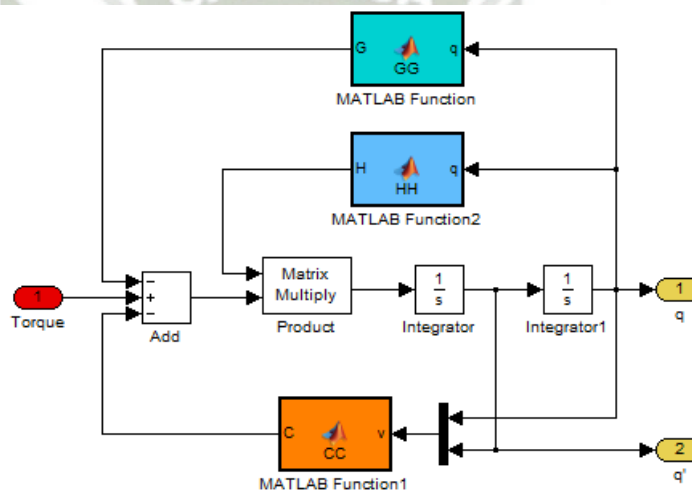 G
q
GG
MATLAB Function
H
q
HH
MATLAB Function2
−
+
−
Add
1
Torque
Matrix
Multiply
Product
1
s
Integrator
1
s
Integrator1
1
q
C
v
CC
MATLAB Function1
2
q'